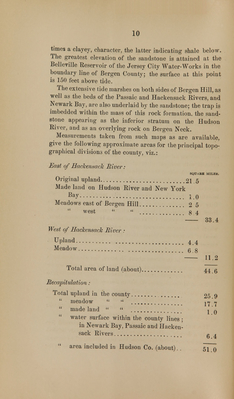 10
times a clayey, character, the latter indicating shale below.
The greatest elevation of the sandstone is attained at the
Belleville Reservoir of the Jersey City Water-Works in the
boundary line of Bergen County; the surface at this point
is 150 feet above tide.
The extensive tide marshes on both sides of Bergen Hill, as
well as the beds of the Passaic and Hackensack Rivers, and
Newark Bay, are also underlaid by the sandstone; the trap is
imbedded within the mass of this rock formation, the sand-
stone appearing as the inferior stratum on the Hudson
River, and as an overlying rock on Bergen Neck.
Measurements taken from such maps as are available,
give the following approximate areas for the principal topo-
graphical divisions of the county, viz.:
East of Hackensack River:
SQUARE MILES.
Original upland.................... 21 5
Made land on Hudson River and New York
Bay.......................... 1.0
Meadows east of Bergen Hill............ 2 5
" west " " ............ 8 4
33.4
West of Hackensack River:
Upland......................... 4.4
Meadow......................... 6.8
11.2
Total area of land (about)............ 44.6
Recapitulation:
Total upland in the county............ 25.9
" meadow " " ............ 17.7
" made land " " ............ 1.0
" water surface within the county lines;
in Newark Bay, Passaic and Hacken-
sack Rivers.................... 6.4
" area included in Hudson Co. (about).. 51.0